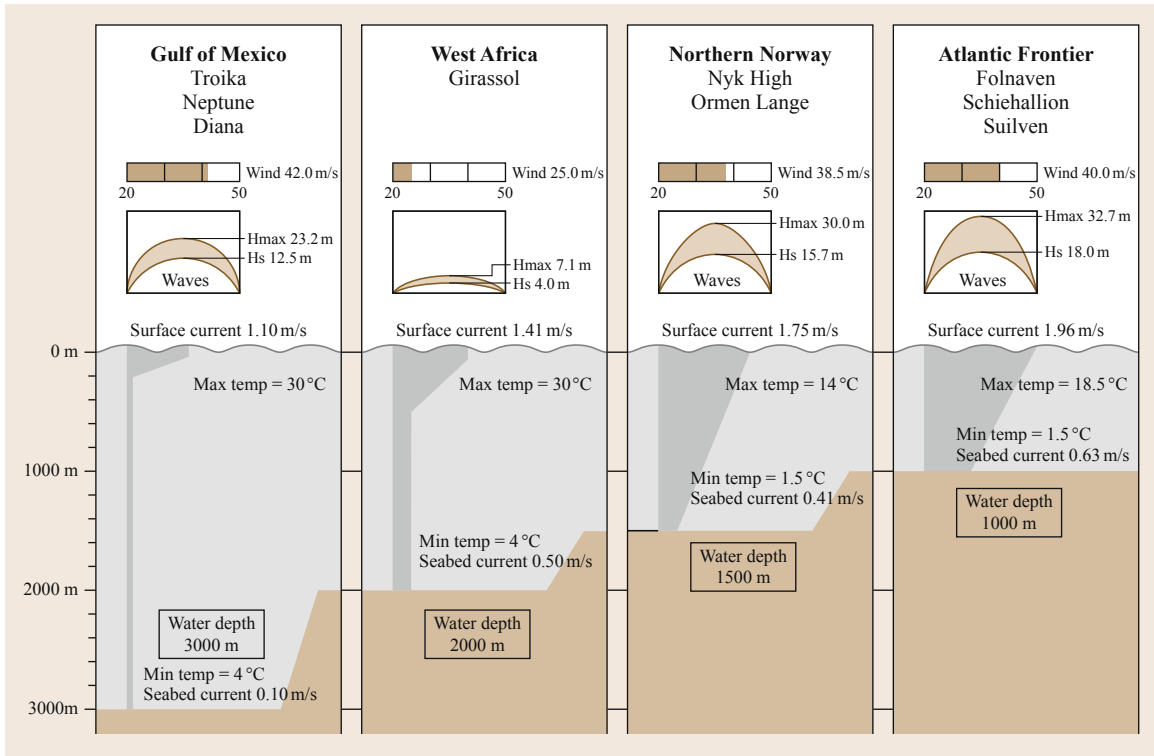 Gulf of Mexico
Troika
Neptune
Diana
Wind 42.0 m/s
20 50
Hmax 23.2 m
Hs 12.5 m
Waves
Surface current 1.10 m/s
Max temp = 30 °C
Water depth
3000 m
Min temp = 4 °C
Seabed current 0.10 m/s
West Africa
Girassol
Wind 25.0 m/s
20 50
Hmax 7.1 m
Hs 4.0 m
Waves
Surface current 1.41 m/s
Max temp = 30 °C
Min temp = 4 °C
Seabed current 0.50 m/s
Water depth
2000 m
Northern Norway
Nyk High
Ormen Lange
Wind 38.5 m/s
20 50
Hmax 30.0 m
Hs 15.7 m
Waves
Surface current 1.75 m/s
Max temp = 14 °C
Min temp = 1.5 °C
Seabed current 0.41 m/s
Water depth
1500 m
Atlantic Frontier
Folnaven
Schiehallion
Suilven
Wind 40.0 m/s
20 50
Hmax 32.7 m
Hs 18.0 m
Waves
Surface current 1.96 m/s
Max temp = 18.5 °C
Min temp = 1.5 °C
Seabed current 0.63 m/s
Water depth
1000 m
0 m
1000 m
2000 m
3000m